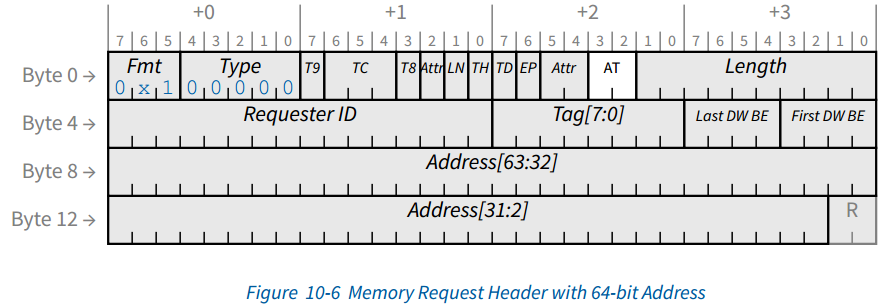 +0 +1 +2 +3
7 6 5 4 3 2 1 0 7 6 5 4 3 2 1 0 7 6 5 4 3 2 1 0 7 6 5 4 3 2 1 0
Byte 0 → Fmt Type T9 TC T8 Attr LN TH TD EP Attr AT Length
0 x 1 0 0 0 0 0
Byte 4 → Requester ID Tag[7:0] Last DW BE First DW BE
Byte 8 → Address[63:32]
Byte 12 → Address[31:2] R
Figure 10-6 Memory Request Header with 64-bit Address